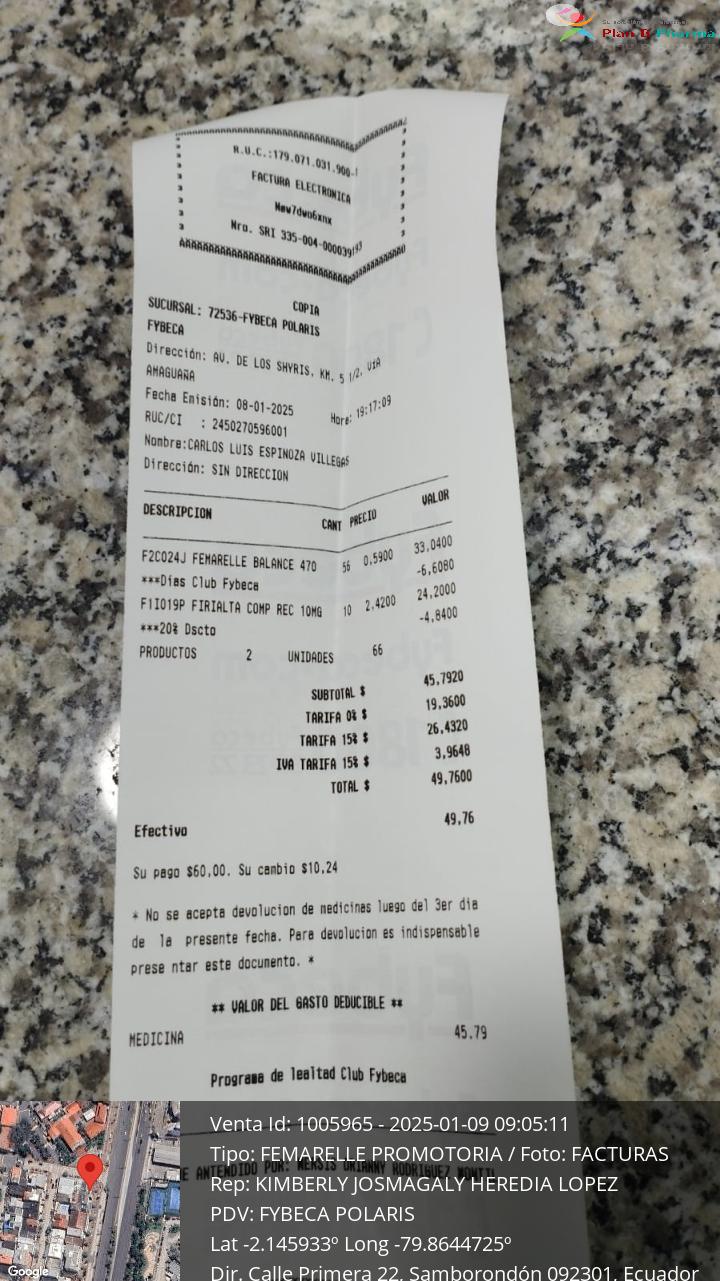 Plan B Pharma
R.U.C.:179.071.031.900-1
FACTURA ELECTRONICA
New7dwo6xnx
Nro. SRI 335-004-000039193
COPIA
SUCURSAL: 72536-FYBECA POLARIS
FYBECA
Dirección: AV. DE LOS SHYRIS, KM. 5 1/2, VIA
AMAGUAÑA
Fecha Emisión: 08-01-2025 Hora: 19:17:09
RUC/CI : 2450270596001
Nombre:CARLOS LUIS ESPINOZA VILLEGAS
Dirección: SIN DIRECCION
DESCRIPCION CANT PRECIO VALOR
F2C024J FEMARELLE BALANCE 470 56 0,5900 33,0400
***Dias Club Fybeca -6,6080
F1I019P FIRIALTA COMP REC 10MG 10 2,4200 24,2000
***20% Dscto -4,8400
PRODUCTOS 2 UNIDADES 66
SUBTOTAL $ 45,7920
TARIFA 0% $ 19,3600
TARIFA 15% $ 26,4320
IVA TARIFA 15% $ 3,9648
TOTAL $ 49,7600
Efectivo 49,76
Su pago $60,00. Su cambio $10,24
* No se acepta devolucion de medicinas luego del 3er dia
de la presente fecha. Para devolucion es indispensable
prese ntar este documento. *
** VALOR DEL GASTO DEDUCIBLE **
MEDICINA 45.79
Programa de lealtad Club Fybeca
Venta Id: 1005965 - 2025-01-09 09:05:11
Tipo: FEMARELLE PROMOTORIA / Foto: FACTURAS
E ANTENDIDO POR:
Rep: KIMBERLY JOSMAGALY HEREDIA LOPEZ
PDV: FYBECA POLARIS
Lat -2.145933º Long -79.8644725º
Dir. Calle Primera 22, Samborondón 092301, Ecuador
Google